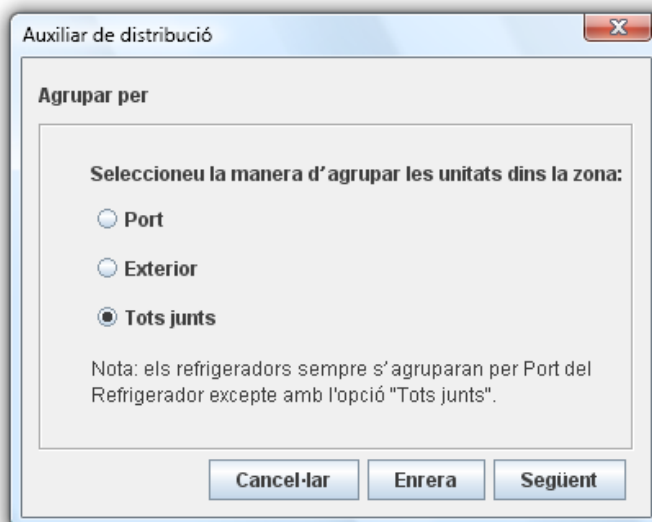 Auxiliar de distribució
Agrupar per
Seleccioneu la manera d'agrupar les unitats dins la zona:
Port
Exterior
Tots junts
Nota: els refrigeradors sempre s'agruparan per Port del
Refrigerador excepte amb l'opció "Tots junts".
Cancel·lar Enrera Següent